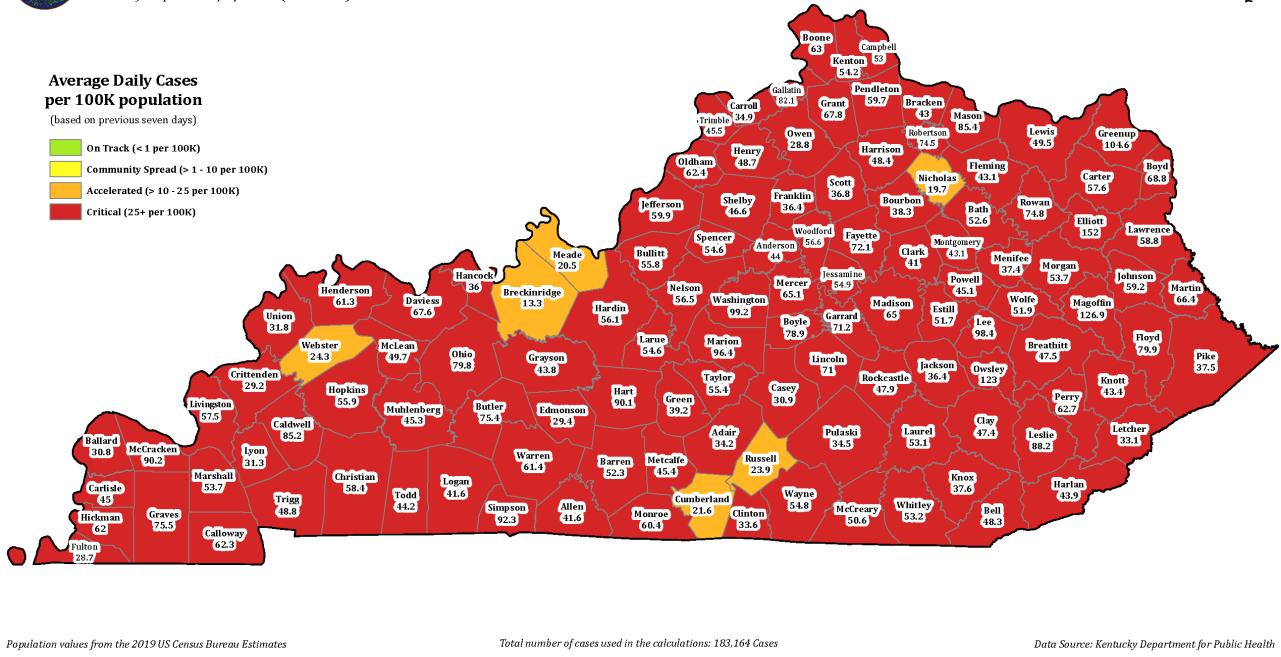 Average Daily Cases
per 100K population
(based on previous seven days)
On Track (< 1 per 100K)
Community Spread (> 1 - 10 per 100K)
Accelerated (> 10 - 25 per 100K)
Critical (25+ per 100K)
Boone
63
Campbell
53
Kenton
54.2
Gallatin
82.1
Pendleton
59.7
Carroll
34.9
Grant
67.8
Bracken
43
Mason
85.4
Trimble
45.5
Owen
28.8
Robertson
74.5
Lewis
49.5
Greenup
104.6
Henry
48.7
Harrison
48.4
Oldham
62.4
Fleming
43.1
Boyd
68.8
Nicholas
19.7
Carter
57.6
Scott
36.8
Jefferson
59.9
Shelby
46.6
Franklin
36.4
Bourbon
38.3
Bath
52.6
Rowan
74.8
Elliott
152
Lawrence
58.8
Spencer
54.6
Anderson
44
Woodford
56.6
Fayette
72.1
Clark
41
Montgomery
43.1
Menifee
37.4
Morgan
53.7
Bullitt
55.8
Meade
20.5
Hancock
36
Breckinridge
13.3
Henderson
61.3
Daviess
67.6
Nelson
56.5
Mercer
65.1
Jessamine
54.9
Powell
45.1
Johnson
59.2
Martin
66.4
Hardin
56.1
Washington
99.2
Madison
65
Estill
51.7
Wolfe
51.9
Magoffin
126.9
Union
31.8
Boyle
78.9
Garrard
71.2
Lee
98.4
Webster
24.3
McLean
49.7
Ohio
79.8
Grayson
43.8
Larue
54.6
Marion
96.4
Breathitt
47.5
Floyd
79.9
Pike
37.5
Crittenden
29.2
Lincoln
71
Jackson
36.4
Owsley
123
Hopkins
55.9
Hart
90.1
Taylor
55.4
Casey
30.9
Rockcastle
47.9
Knott
43.4
Perry
62.7
Livingston
57.5
Caldwell
85.2
Muhlenberg
45.3
Butler
75.4
Edmonson
29.4
Green
39.2
Adair
34.2
Pulaski
34.5
Laurel
53.1
Clay
47.4
Leslie
88.2
Letcher
33.1
Ballard
30.8
McCracken
90.2
Lyon
31.3
Warren
61.4
Barren
52.3
Metcalfe
45.4
Russell
23.9
Marshall
53.7
Christian
58.4
Logan
41.6
Knox
37.6
Harlan
43.9
Carlisle
45
Trigg
48.8
Todd
44.2
Simpson
92.3
Allen
41.6
Monroe
60.4
Cumberland
21.6
Clinton
33.6
Wayne
54.8
McCreary
50.6
Whitley
53.2
Bell
48.3
Hickman
62
Graves
75.5
Calloway
62.3
Fulton
28.7
Population values from the 2019 US Census Bureau Estimates
Total number of cases used in the calculations: 183,164 Cases
Data Source: Kentucky Department for Public Health